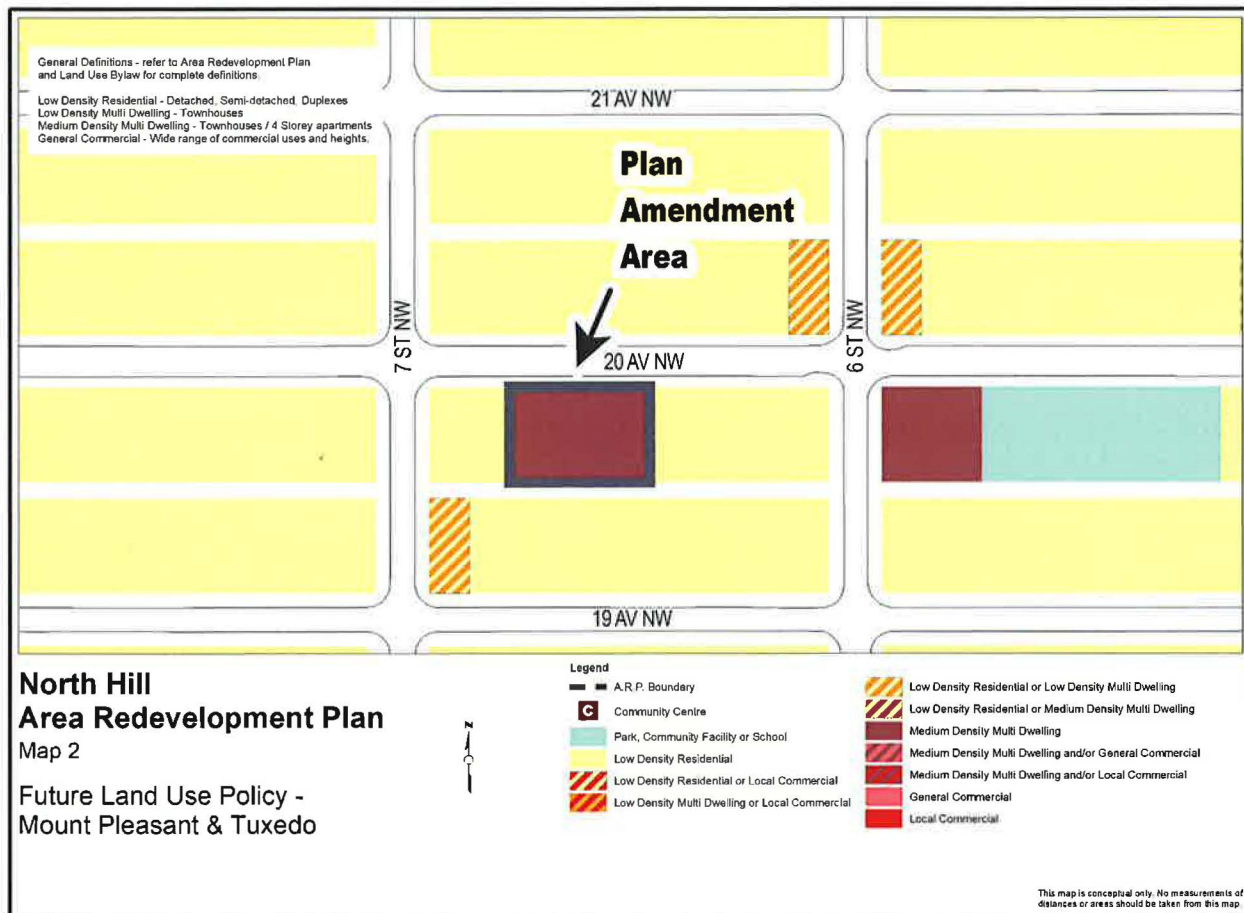 General Definitions - refer to Area Redevelopment Plan
and Land Use Bylaw for complete definitions.
Low Density Residential - Detached, Semi-detached, Duplexes
Low Density Multi Dwelling - Townhouses
Medium Density Multi Dwelling - Townhouses / 4 Storey apartments
General Commercial - Wide range of commercial uses and heights.
21 AV NW
Plan
Amendment
Area
7 ST NW
6 ST NW
20 AV NW
19 AV NW
North Hill
Area Redevelopment Plan
Map 2
Future Land Use Policy -
Mount Pleasant & Tuxedo
N
Legend
A.R.P. Boundary
C Community Centre
Park, Community Facility or School
Low Density Residential
Low Density Residential or Local Commercial
Low Density Multi Dwelling or Local Commercial
Low Density Residential or Low Density Multi Dwelling
Low Density Residential or Medium Density Multi Dwelling
Medium Density Multi Dwelling
Medium Density Multi Dwelling and/or General Commercial
Medium Density Multi Dwelling and/or Local Commercial
General Commercial
Local Commercial
This map is conceptual only. No measurements of
distances or areas should be taken from this map.